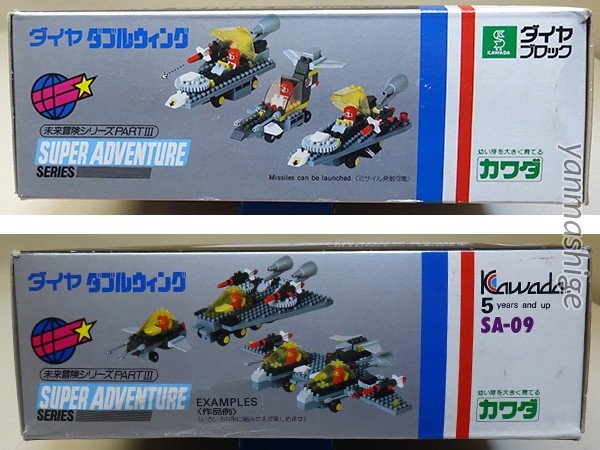 ダイヤ ダブルウィング
未来冒険シリーズPARTIII
SUPER ADVENTURE
SERIES
Missiles can be launched.〈ミサイル発射可能〉
KAWADA
ダイヤ
ブロック
幼い芽を大きく育てる
カワダ
ダイヤ ダブルウィング
未来冒険シリーズPARTIII
SUPER ADVENTURE
SERIES
EXAMPLES
〈作品例〉
Kawada
5 years and up
SA-09
幼い芽を大きく育てる
カワダ
yanmashige